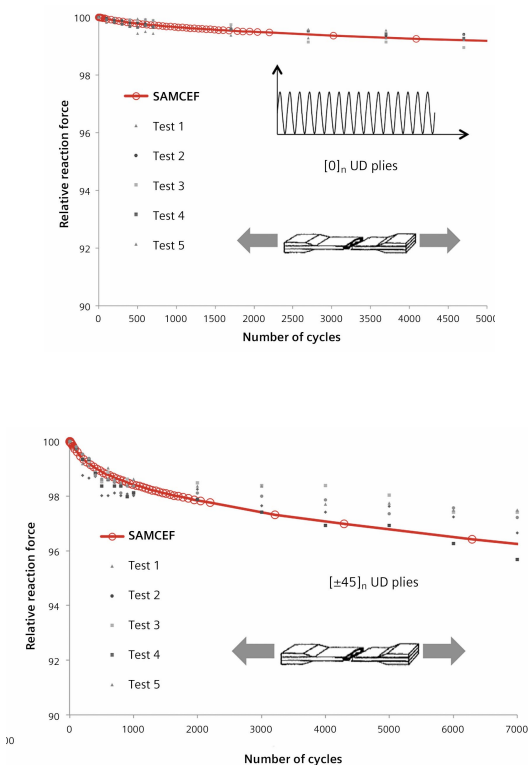 100
98
96
94
92
90
Relative reaction force
SAMCEF
Test 1
Test 2
Test 3
Test 4
Test 5
[0]n UD plies
0 500 1000 1500 2000 2500 3000 3500 4000 4500 5000
Number of cycles
100
98
96
94
92
90
Relative reaction force
SAMCEF
Test 1
Test 2
Test 3
Test 4
Test 5
[±45]n UD plies
0 1000 2000 3000 4000 5000 6000 7000
00
Number of cycles